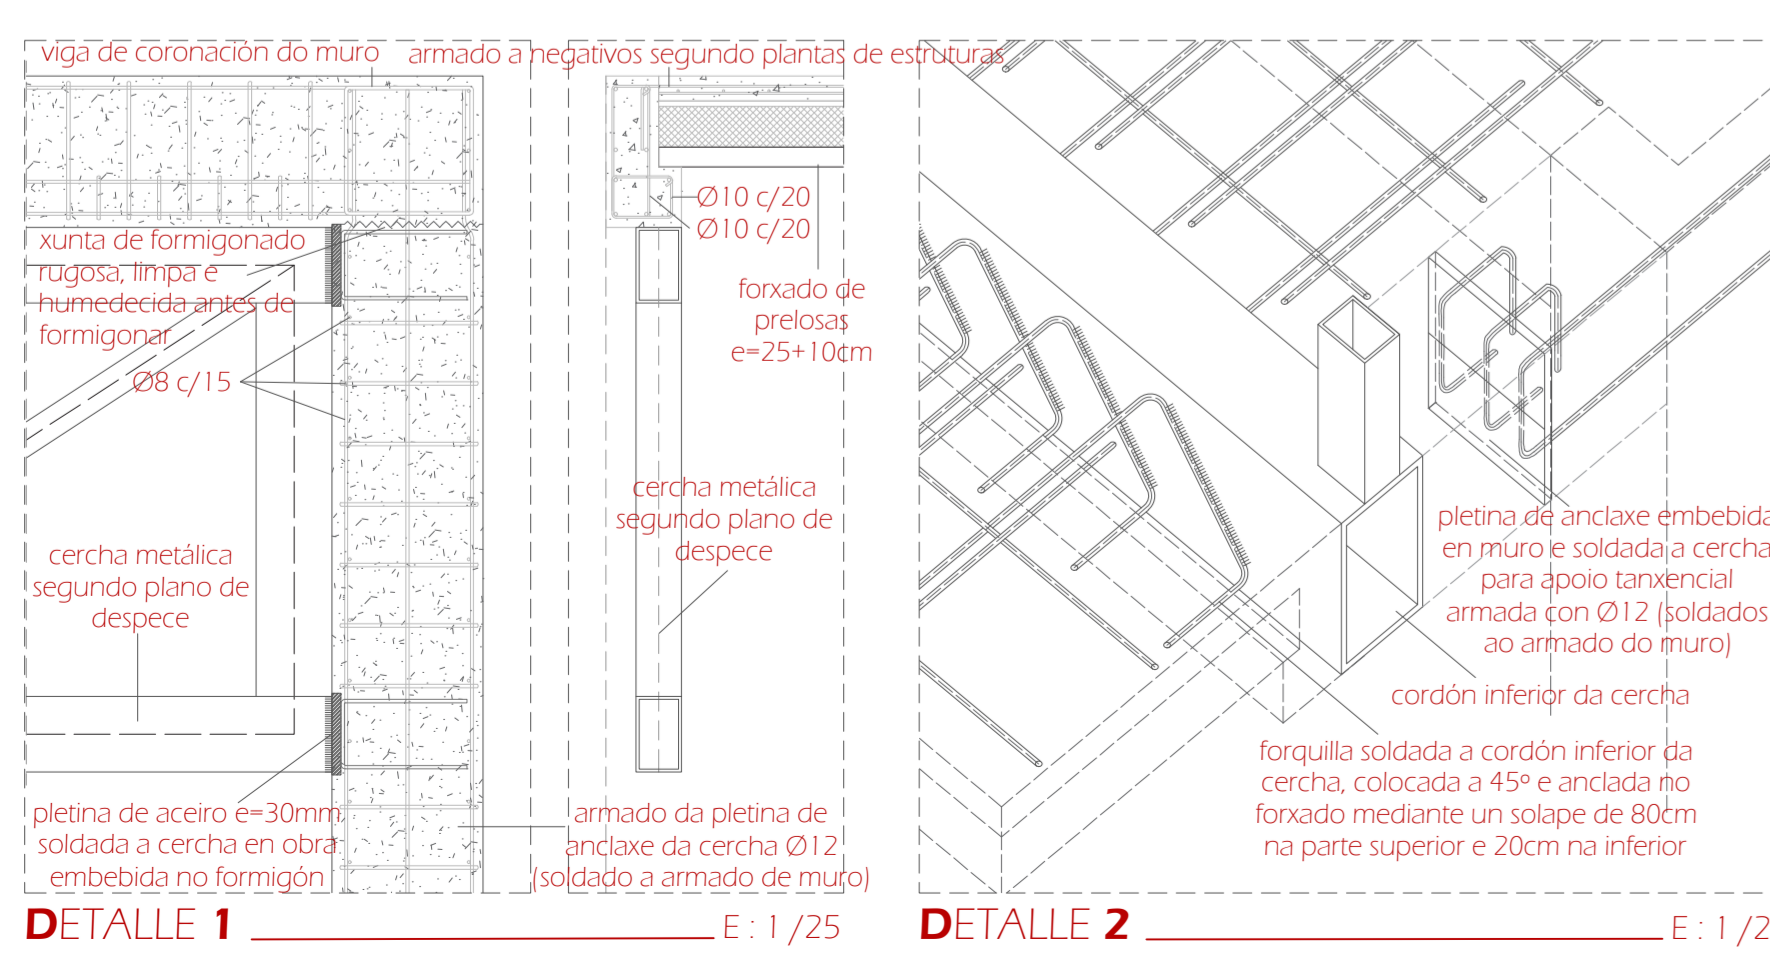 viga de coronación do muro
armado a negativos segundo plantas de estruturas
xunta de formigonado
rugosa, limpa e
humedecida antes de
formigonar
Ø8 c/15
cercha metálica
segundo plano de
despece
pletina de aceiro e=30mm
soldada a cercha en obra
embebida no formigón
Ø10 c/20
Ø10 c/20
forxado de
prelosas
e=25+10cm
cercha metálica
segundo plano de
despece
armado da pletina de
anclaxe da cercha Ø12
(soldado a armado de muro)
DETALLE 1
E : 1 /25
pletina de anclaxe embebida
en muro e soldada a cercha
para apoio tanxencial
armada con Ø12 (soldados
ao armado do muro)
cordón inferior da cercha
forquilla soldada a cordón inferior da
cercha, colocada a 45º e anclada no
forxado mediante un solape de 80cm
na parte superior e 20cm na inferior
DETALLE 2
E : 1 /2